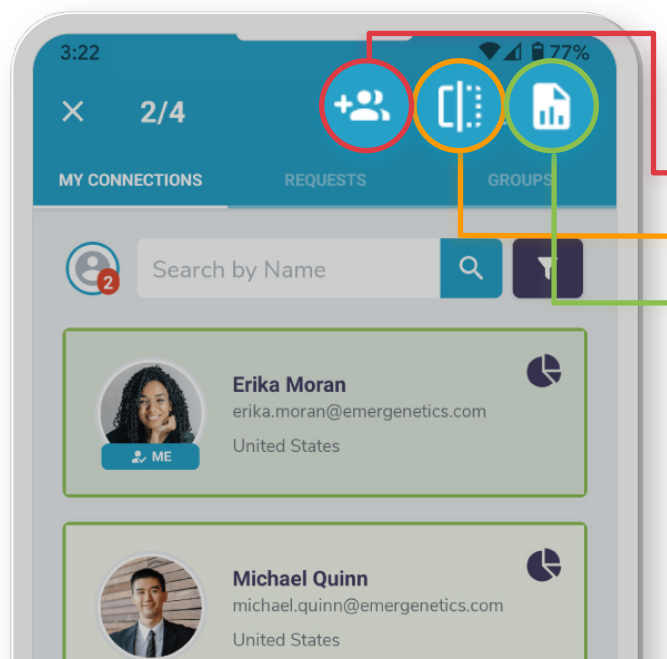 3:22 77%
2/4
MY CONNECTIONS REQUESTS GROUPS
Search by Name
2
Erika Moran
erika.moran@emergenetics.com
United States
ME
Michael Quinn
michael.quinn@emergenetics.com
United States